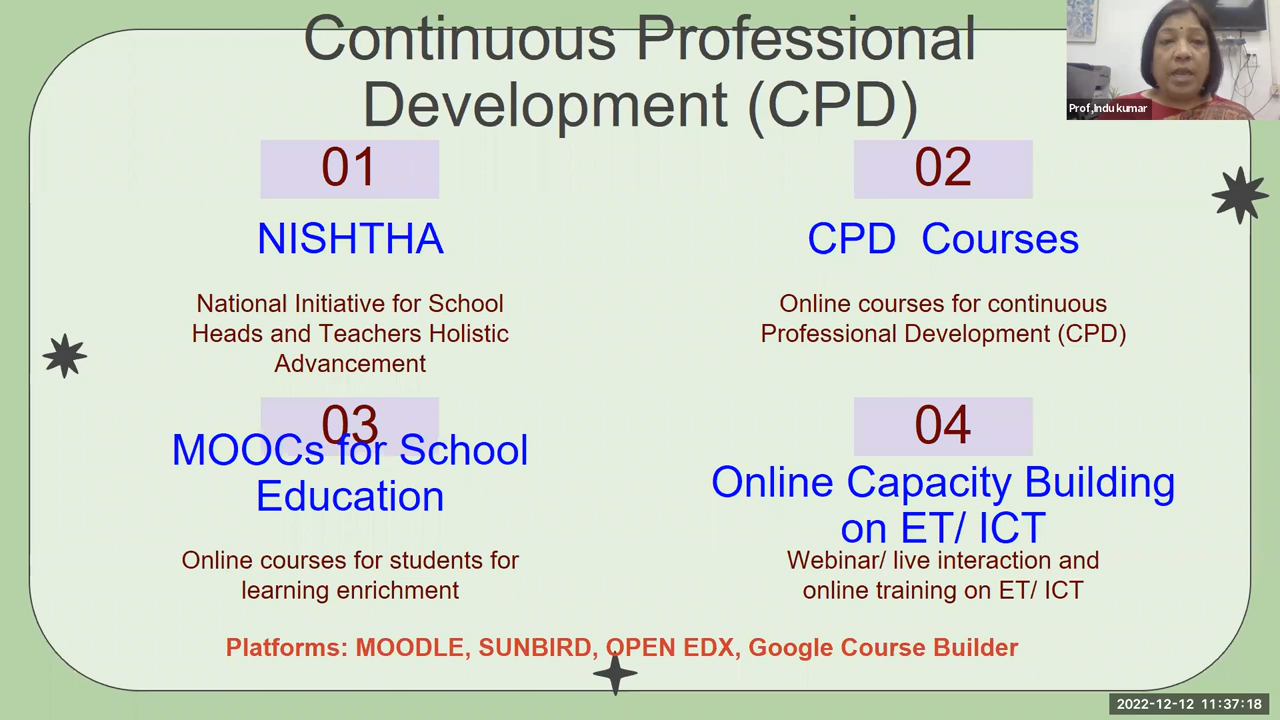 Continuous Professional
Development (CPD)
Prof,Indu kumar
01
NISHTHA
National Initiative for School
Heads and Teachers Holistic
Advancement
02
CPD Courses
Online courses for continuous
Professional Development (CPD)
03
MOOCs for School
Education
Online courses for students for
learning enrichment
04
Online Capacity Building
on ET/ ICT
Webinar/ live interaction and
online training on ET/ ICT
Platforms: MOODLE, SUNBIRD, OPEN EDX, Google Course Builder
2022-12-12 11:37:18